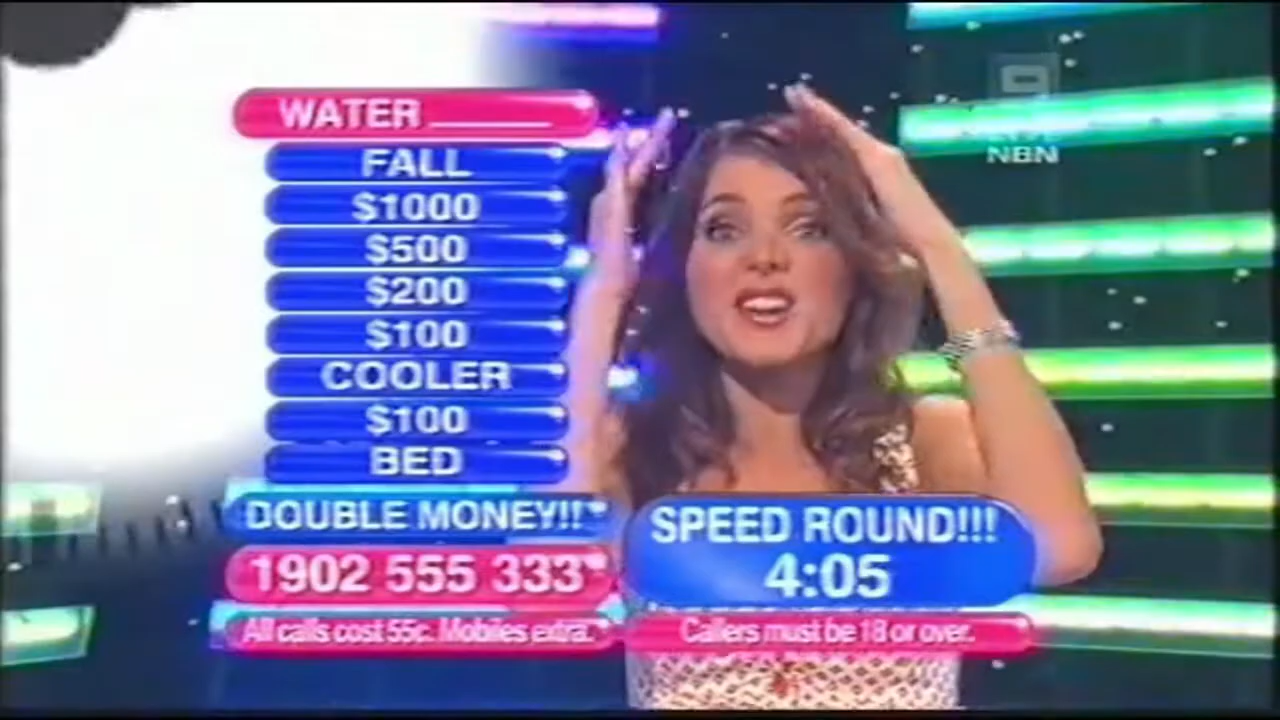 9
NBN
WATER ______
FALL
$1000
$500
$200
$100
COOLER
$100
BED
DOUBLE MONEY!!*
1902 555 333*
All calls cost 55c. Mobiles extra.
SPEED ROUND!!!
4:05
Callers must be 18 or over.